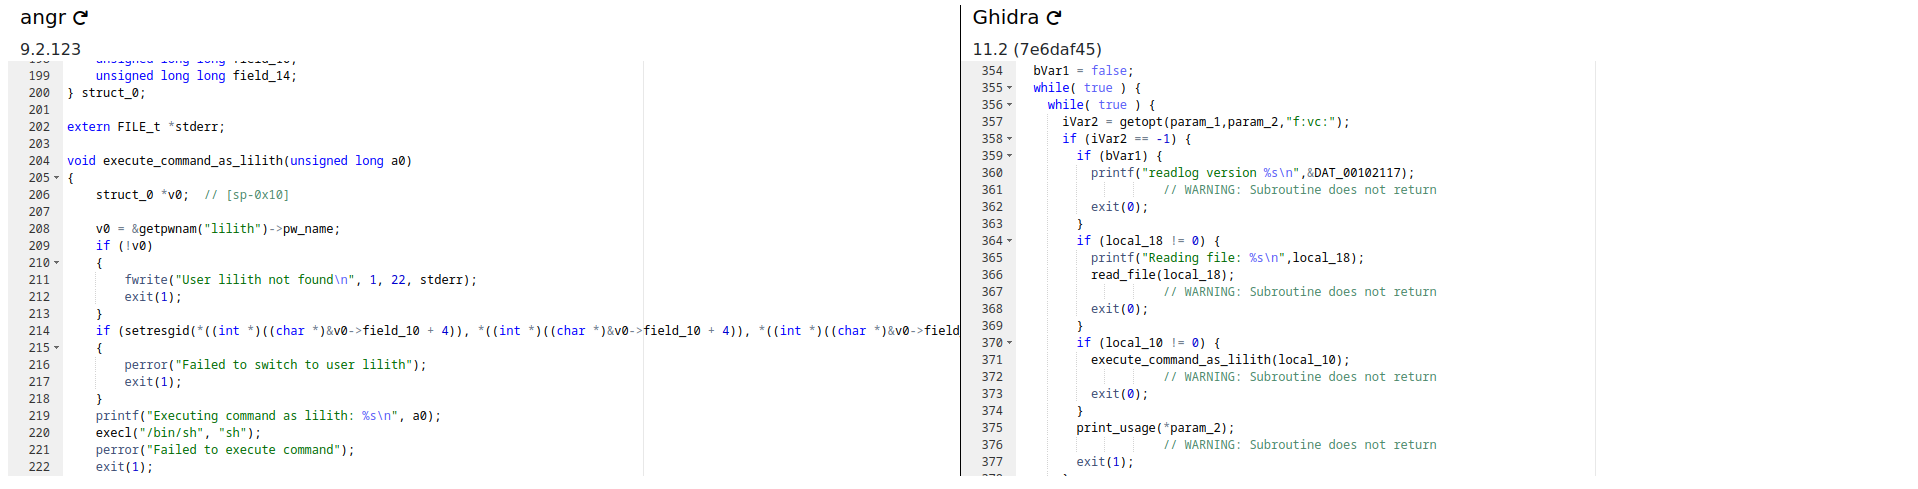 angr
9.2.123
198 unsigned long long field_10;
199 unsigned long long field_14;
200 } struct_0;
201
202 extern FILE_t *stderr;
203
204 void execute_command_as_lilith(unsigned long a0)
205 {
206 struct_0 *v0; // [sp-0x10]
207
208 v0 = &getpwnam("lilith")->pw_name;
209 if (!v0)
210 {
211 fwrite("User lilith not found\n", 1, 22, stderr);
212 exit(1);
213 }
214 if (setresgid(*((int *)((char *)&v0->field_10 + 4)), *((int *)((char *)&v0->field_10 + 4)), *((int *)((char *)&v0->field
215 {
216 perror("Failed to switch to user lilith");
217 exit(1);
218 }
219 printf("Executing command as lilith: %s\n", a0);
220 execl("/bin/sh", "sh");
221 perror("Failed to execute command");
222 exit(1);
Ghidra
11.2 (7e6daf45)
354 bVar1 = false;
355 while( true ) {
356 while( true ) {
357 iVar2 = getopt(param_1,param_2,"f:vc:");
358 if (iVar2 == -1) {
359 if (bVar1) {
360 printf("readlog version %s\n",&DAT_00102117);
361 // WARNING: Subroutine does not return
362 exit(0);
363 }
364 if (local_18 != 0) {
365 printf("Reading file: %s\n",local_18);
366 read_file(local_18);
367 // WARNING: Subroutine does not return
368 exit(0);
369 }
370 if (local_10 != 0) {
371 execute_command_as_lilith(local_10);
372 // WARNING: Subroutine does not return
373 exit(0);
374 }
375 print_usage(*param_2);
376 // WARNING: Subroutine does not return
377 exit(1);